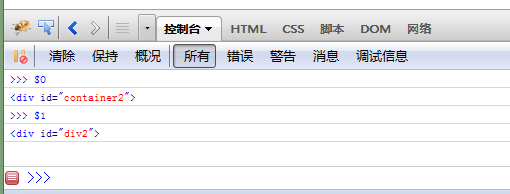 控制台 HTML CSS 脚本 DOM 网络
清除 保持 概况 所有 错误 警告 消息 调试信息
>>> $0
<div id="container2">
>>> $1
<div id="div2">
>>>